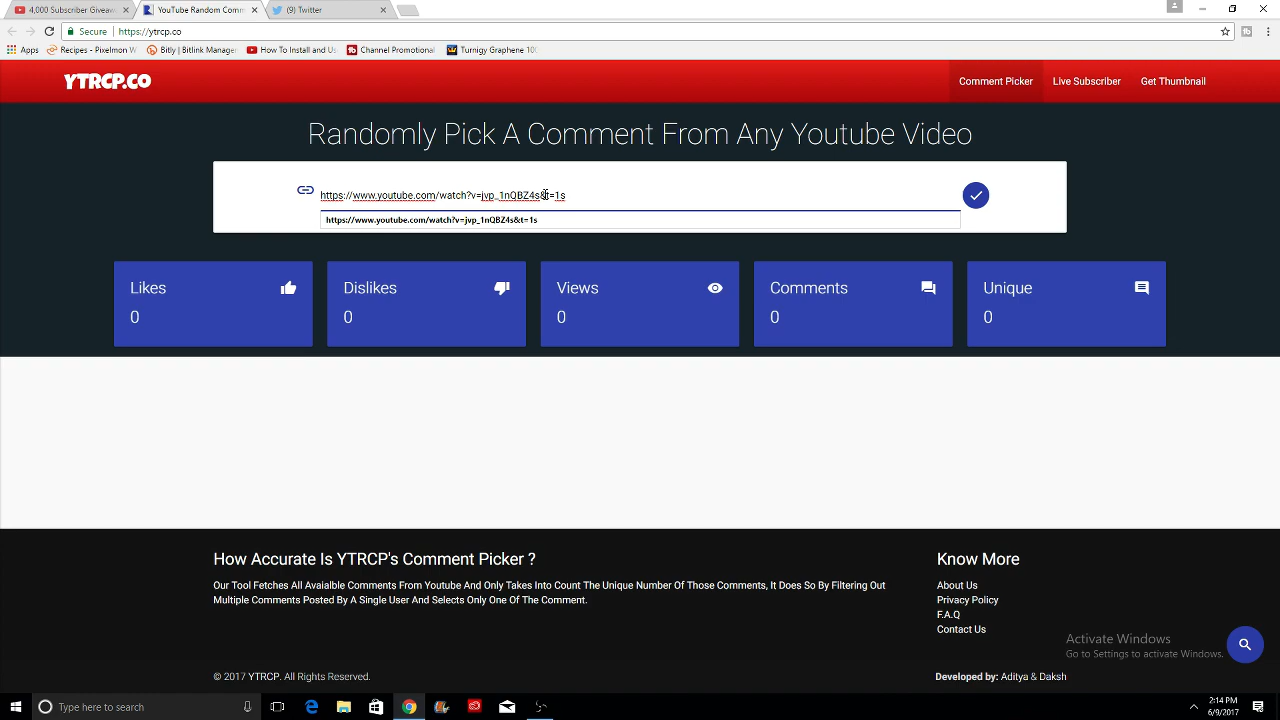 4,000 Subscriber Giveaw
YouTube Random Comm
(9) Twitter
Secure
https://ytrcp.co
Apps
Recipes - Pixelmon W
Bitly | Bitlink Manager
How To Install and Us
Channel Promotional
Turnigy Graphene 100
YTRCP.CO
Comment Picker
Live Subscriber
Get Thumbnail
Randomly Pick A Comment From Any Youtube Video
https://www.youtube.com/watch?v=jvp_1nQBZ4s&t=1s
https://www.youtube.com/watch?v=jvp_1nQBZ4s&t=1s
Likes
0
Dislikes
0
Views
0
Comments
0
Unique
0
How Accurate Is YTRCP's Comment Picker ?
Our Tool Fetches All Avaialble Comments From Youtube And Only Takes Into Count The Unique Number Of Those Comments, It Does So By Filtering Out
Multiple Comments Posted By A Single User And Selects Only One Of The Comment.
Know More
About Us
Privacy Policy
F.A.Q
Contact Us
Activate Windows
Go to Settings to activate Windows.
© 2017 YTRCP. All Rights Reserved.
Developed by: Aditya & Daksh
Type here to search
2:14 PM
6/9/2017